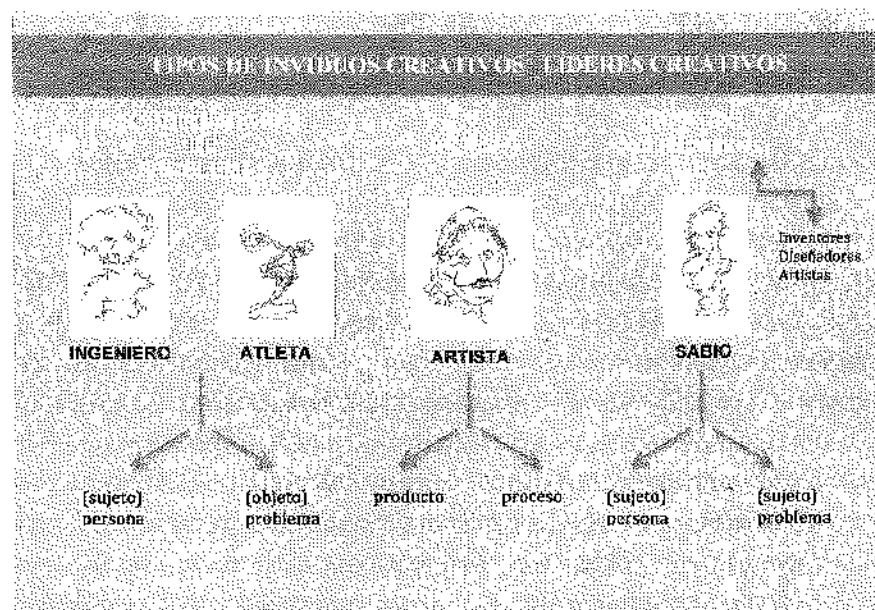 TIPOS DE INVIDUOS CREATIVOS LIDERES CREATIVOS
Inventores
Diseñadores
Artistas
INGENIERO
ATLETA
ARTISTA
SABIO
(sujeto)
persona
(objeto)
problema
producto
proceso
(sujeto)
persona
(sujeto)
problema